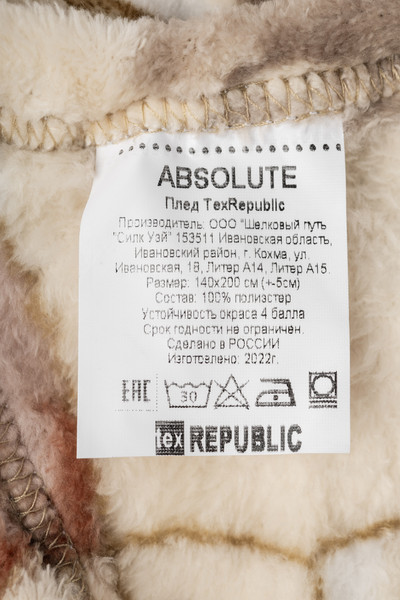 ABSOLUTE
Плед TexRepublic
Производитель: ООО "Шелковый путь
"Силк Уэй" 153511 Ивановская область,
Ивановский район, г. Кохма, ул.
Ивановская, 18, Литер А14, Литер А15.
Размер: 140x200 см (+-5см)
Состав: 100% полиэстер
Устойчивость окраса 4 балла
Срок годности не ограничен.
Сделано в РОССИИ
Изготовлено: 2022г.
EAC 30
tex REPUBLIC